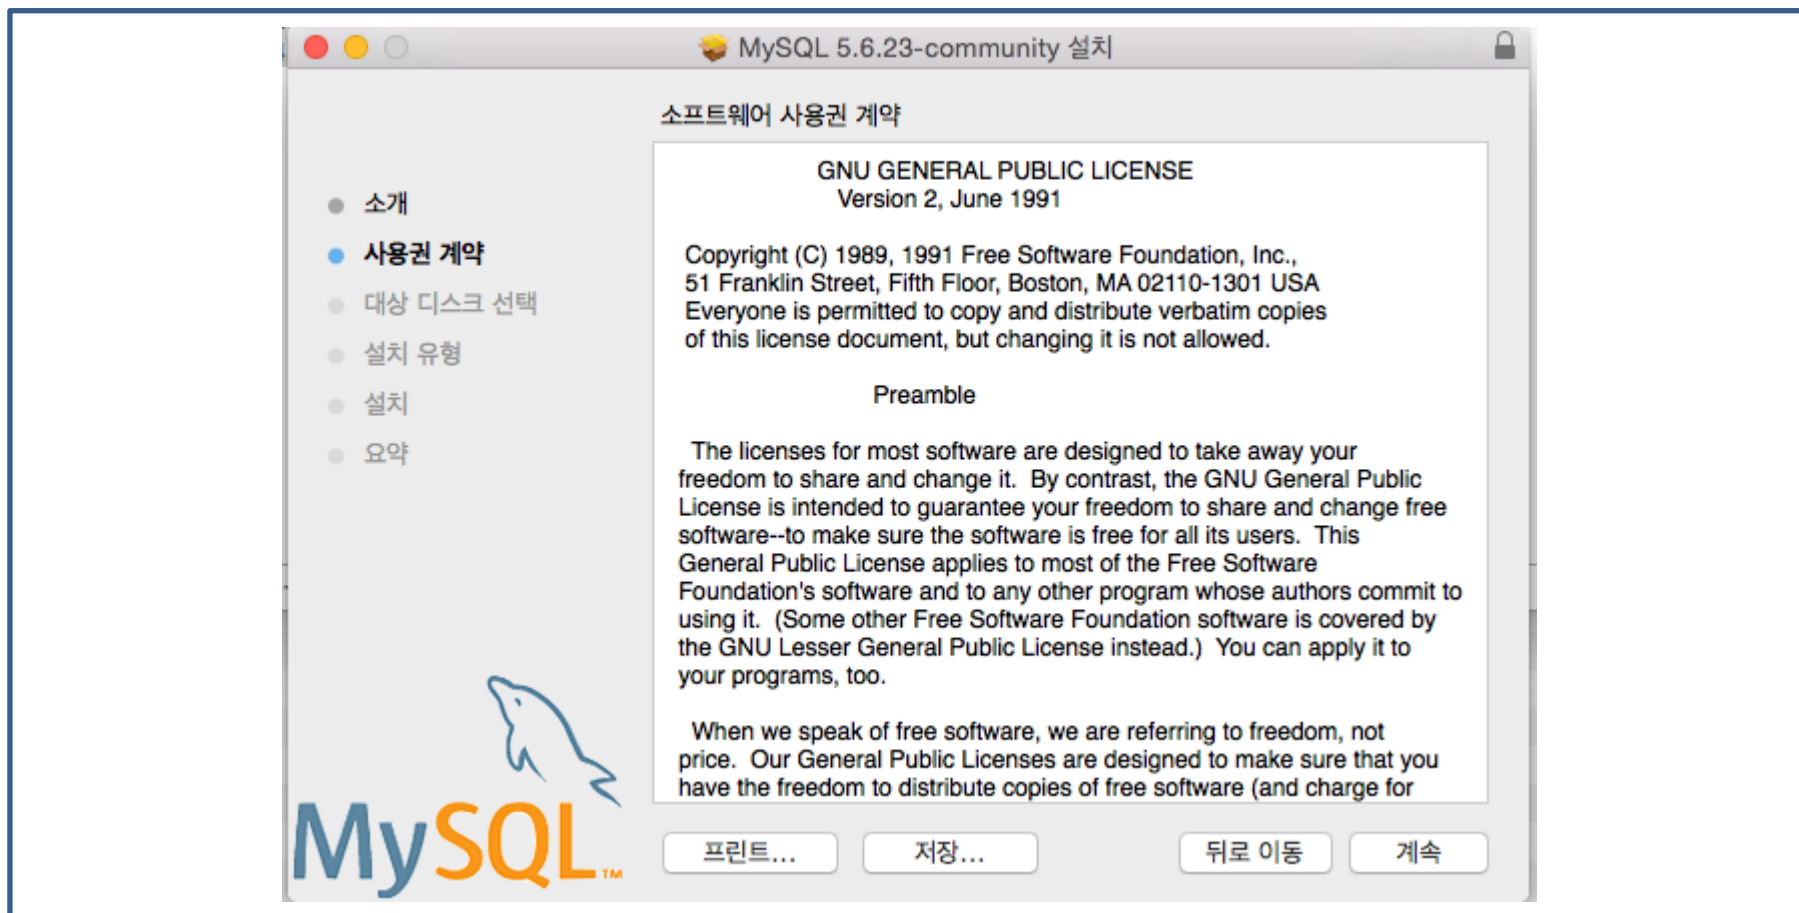 MySQL 5.6.23-community 설치
소프트웨어 사용권 계약
소개
사용권 계약
대상 디스크 선택
설치 유형
설치
요약
GNU GENERAL PUBLIC LICENSE
Version 2, June 1991
Copyright (C) 1989, 1991 Free Software Foundation, Inc.,
51 Franklin Street, Fifth Floor, Boston, MA 02110-1301 USA
Everyone is permitted to copy and distribute verbatim copies
of this license document, but changing it is not allowed.
Preamble
The licenses for most software are designed to take away your
freedom to share and change it.  By contrast, the GNU General Public
License is intended to guarantee your freedom to share and change free
software--to make sure the software is free for all its users.  This
General Public License applies to most of the Free Software
Foundation's software and to any other program whose authors commit to
using it.  (Some other Free Software Foundation software is covered by
the GNU Lesser General Public License instead.)  You can apply it to
your programs, too.
When we speak of free software, we are referring to freedom, not
price.  Our General Public Licenses are designed to make sure that you
have the freedom to distribute copies of free software (and charge for
MySQL™
프린트... 저장... 뒤로 이동 계속